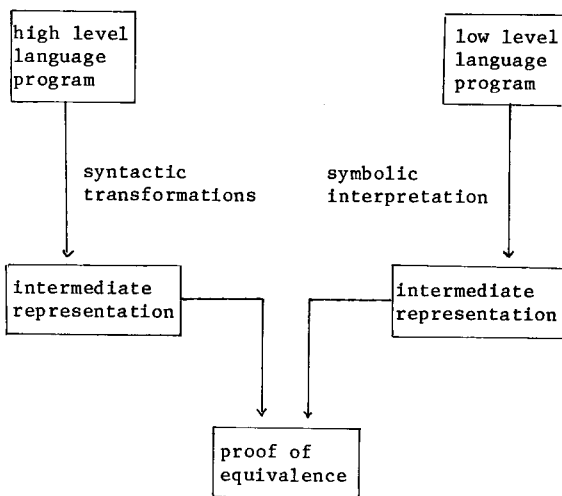 high level
language
program
low level
language
program
syntactic
transformations
symbolic
interpretation
intermediate
representation
intermediate
representation
proof of
equivalence